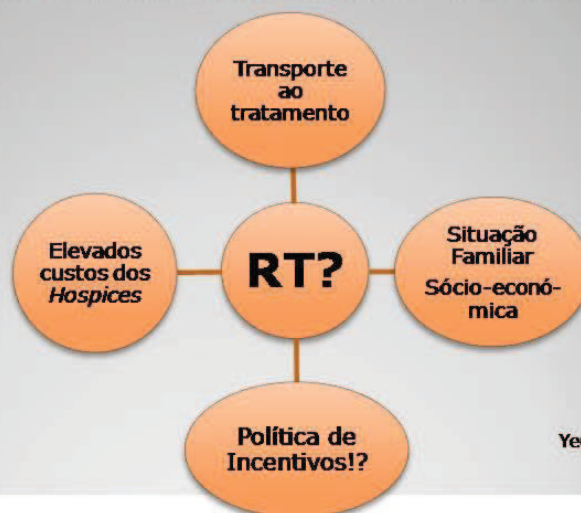 Transporte
ao
tratamento
Elevados
custos dos
Hospices
RT?
Situação
Familiar
Sócio-econó-
mica
Política de
Incentivos!?